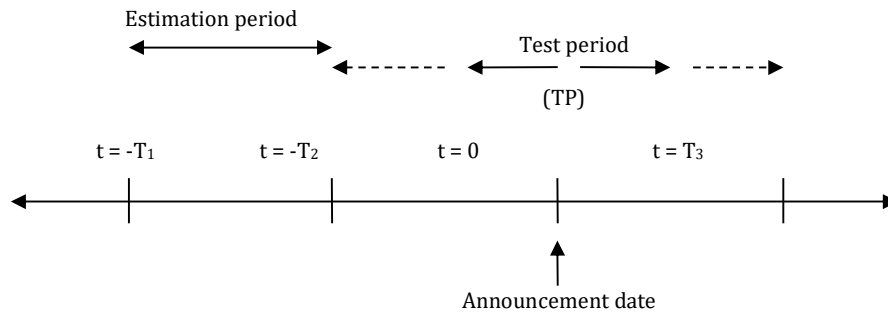 Estimation period
Test period
(TP)
t = -T₁ t = -T₂ t = 0 t = T₃
Announcement date